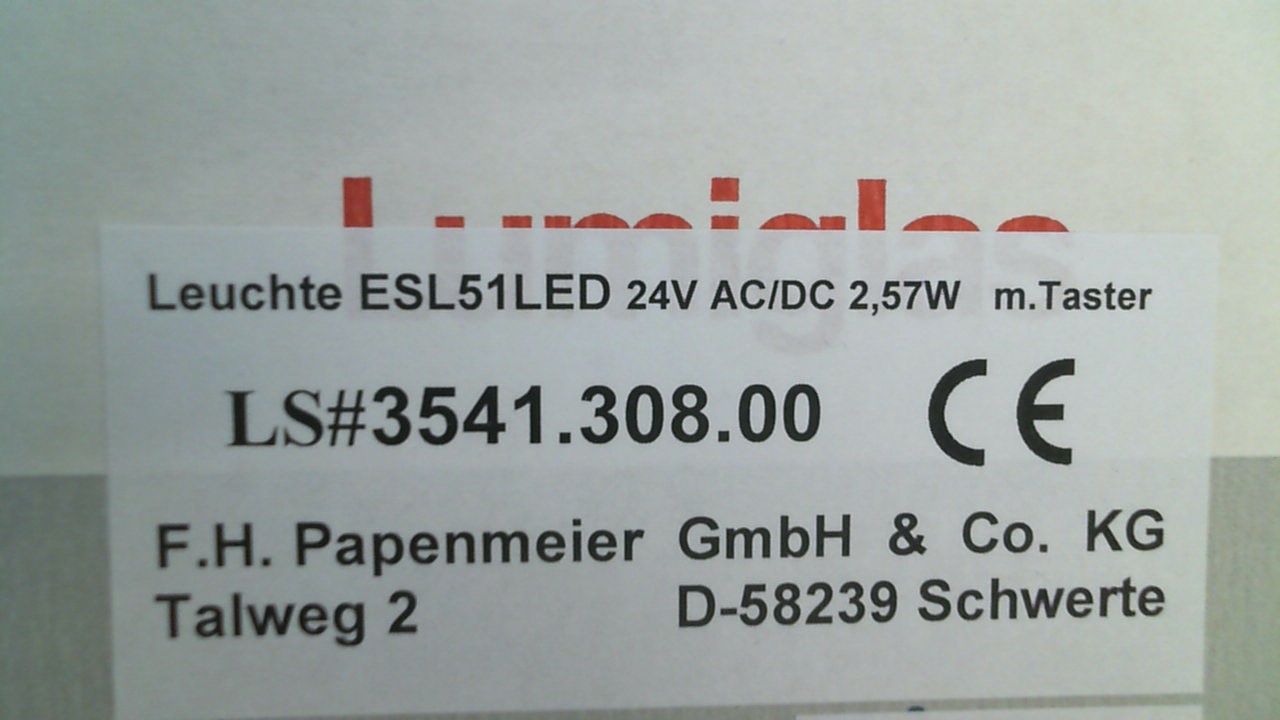 Lumiglas
Leuchte ESL51LED 24V AC/DC 2,57W m.Taster
LS#3541.308.00 CE
F.H. Papenmeier GmbH & Co. KG
Talweg 2 D-58239 Schwerte